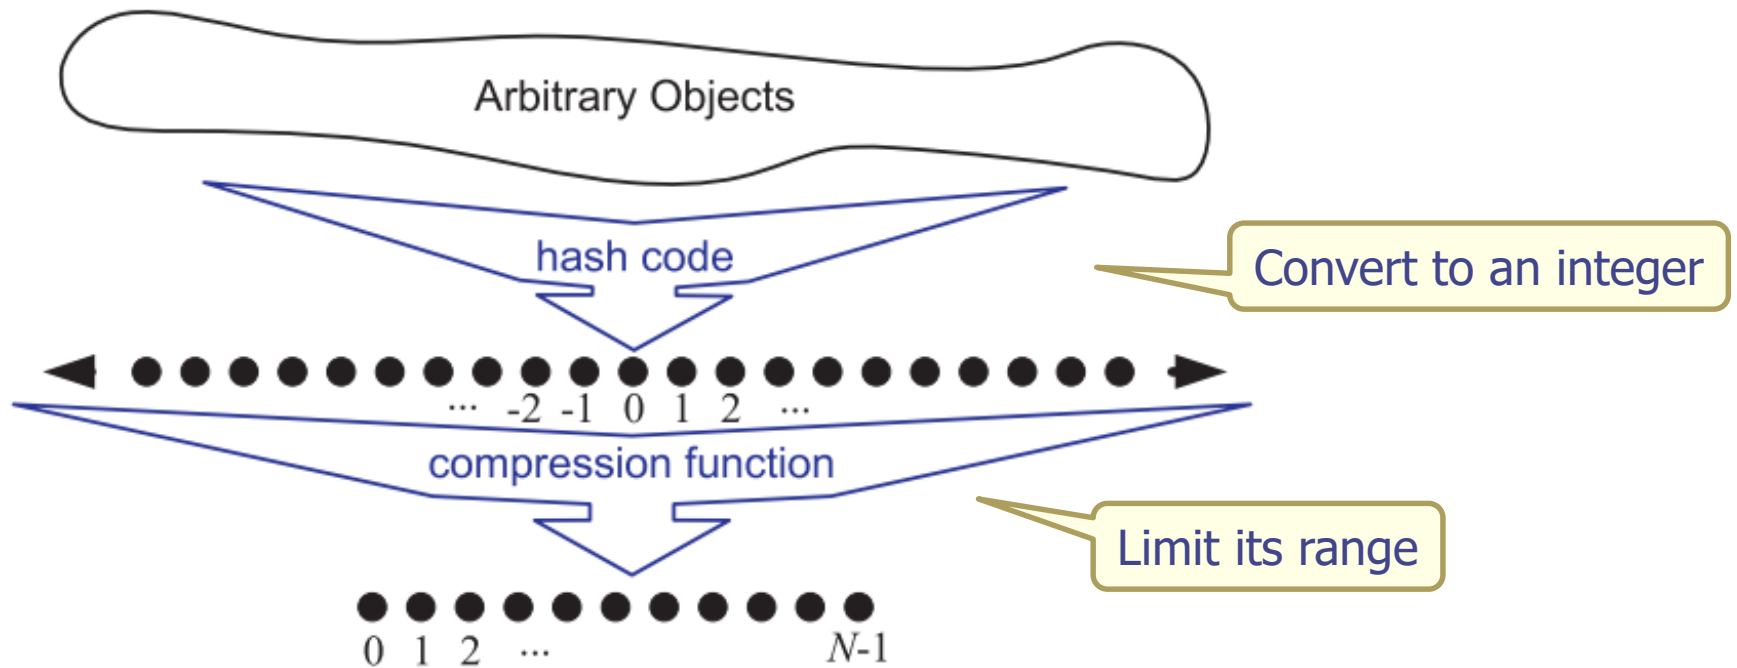 Arbitrary Objects
hash code
Convert to an integer
... -2 -1 0 1 2 ...
compression function
Limit its range
0 1 2 ... N-1